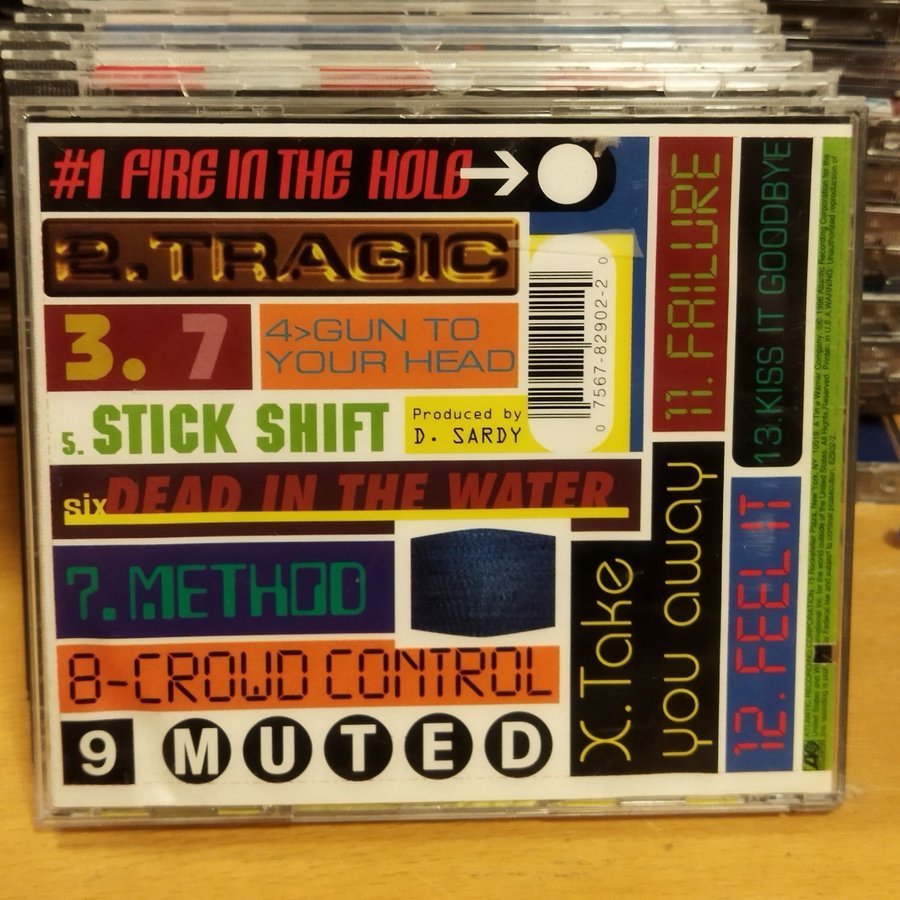 #1 FIRE IN THE HOLE
2. TRAGIC
3. 7
4>GUN TO
YOUR HEAD
5. STICK SHIFT
Produced by
D. SARDY
six DEAD IN THE WATER
7. METHOD
8-CROWD CONTROL
9 MUTED
X. Take
you away
11. FAILURE
12. FEEL IT
13. KISS IT GOODBYE
0 7567-82902-2 0